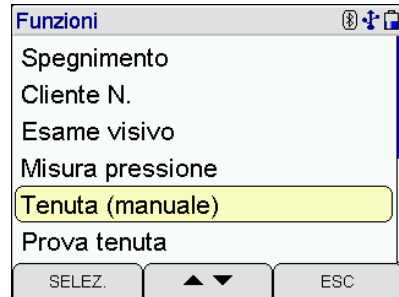 Funzioni
Spegnimento
Cliente N.
Esame visivo
Misura pressione
Tenuta (manuale)
Prova tenuta
SELEZ. ▲ ▼ ESC